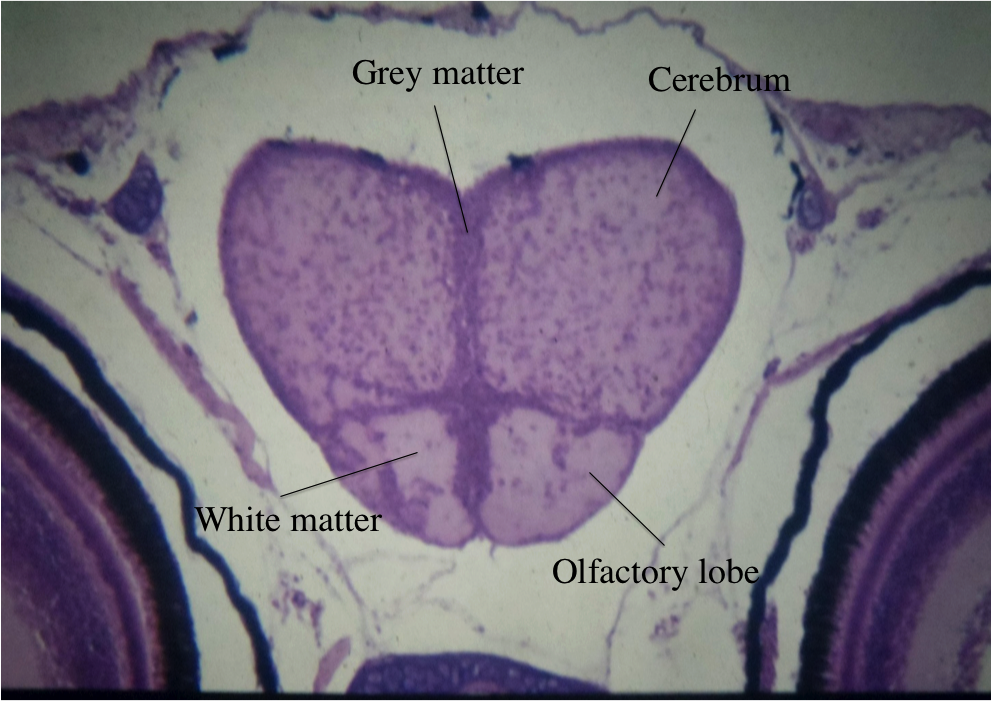 Grey matter
Cerebrum
White matter
Olfactory lobe